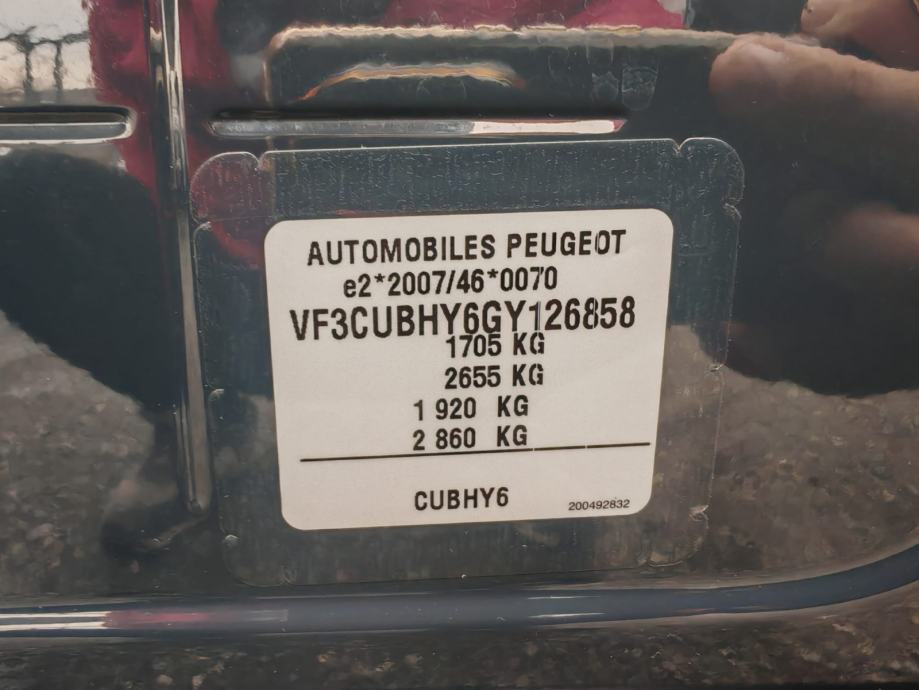 AUTOMOBILES PEUGEOT
e2*2007/46*0070
VF3CUBHY6GY126858
1705 KG
2655 KG
1 920 KG
2 860 KG
CUBHY6
200492832